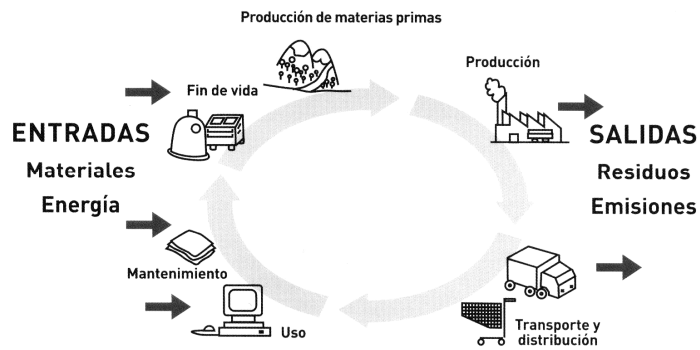 Producción de materias primas
Producción
Fin de vida
ENTRADAS
Materiales
Energía
SALIDAS
Residuos
Emisiones
Mantenimiento
Uso
Transporte y
distribución